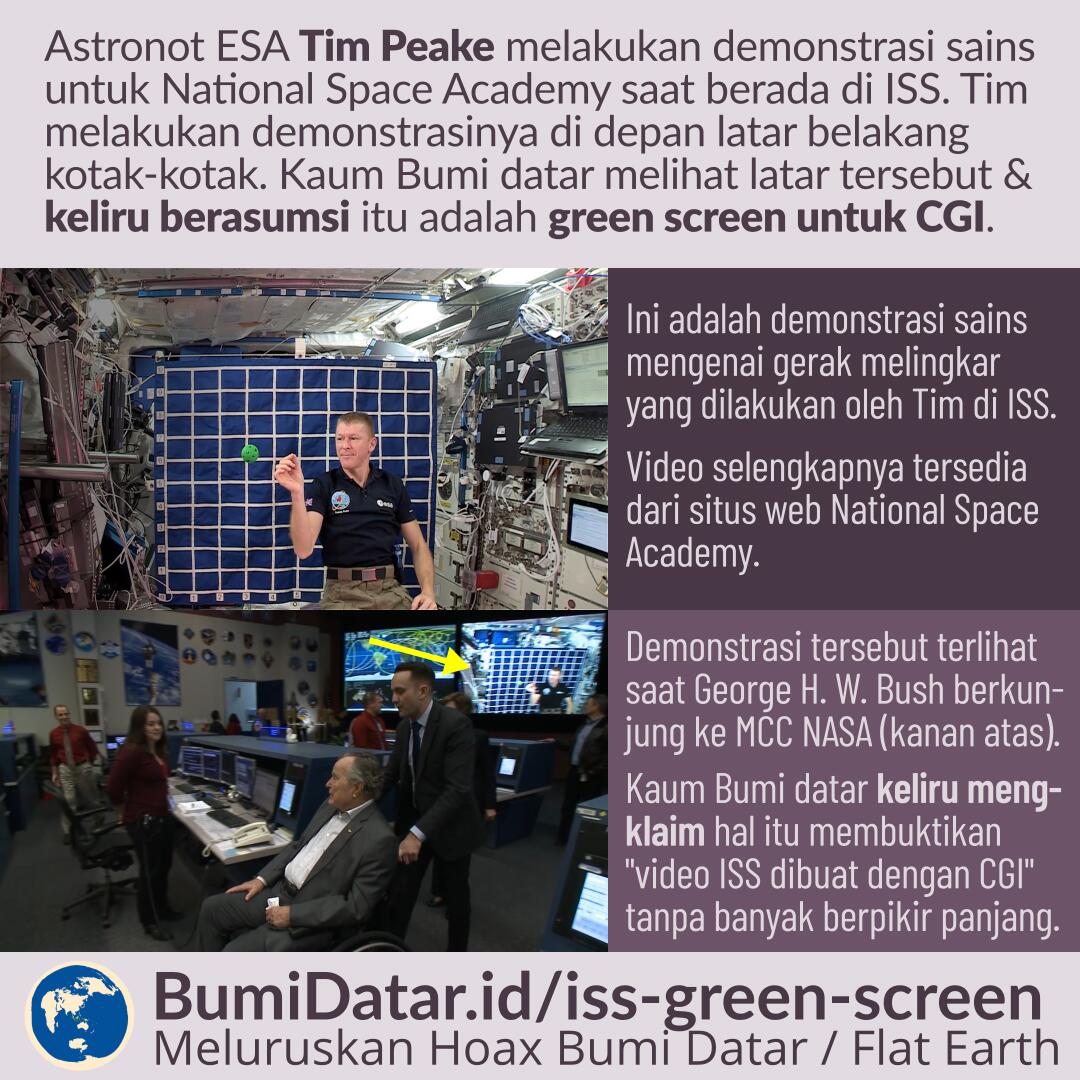 Astronot ESA Tim Peake melakukan demonstrasi sains
untuk National Space Academy saat berada di ISS. Tim
melakukan demonstrasinya di depan latar belakang
kotak-kotak. Kaum Bumi datar melihat latar tersebut &
keliru berasumsi itu adalah green screen untuk CGI.
Ini adalah demonstrasi sains
mengenai gerak melingkar
yang dilakukan oleh Tim di ISS.
Video selengkapnya tersedia
dari situs web National Space
Academy.
Demonstrasi tersebut terlihat
saat George H. W. Bush berkun-
jung ke MCC NASA (kanan atas).
Kaum Bumi datar keliru meng-
klaim hal itu membuktikan
"video ISS dibuat dengan CGI"
tanpa banyak berpikir panjang.
BumiDatar.id/iss-green-screen
Meluruskan Hoax Bumi Datar / Flat Earth